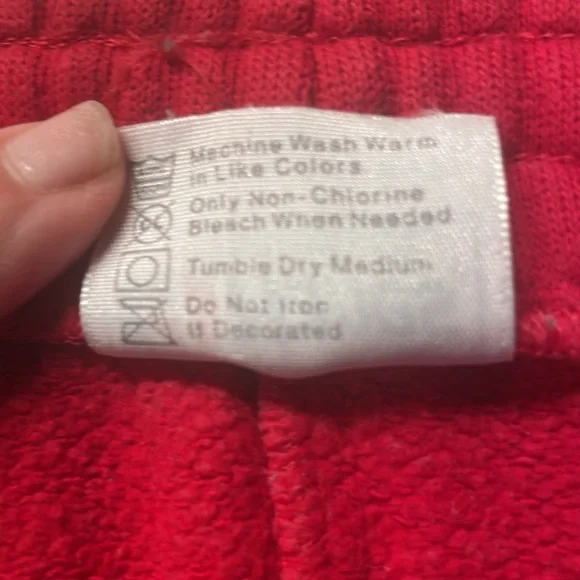 Machine Wash Warm
in Like Colors
Only Non-Chlorine
Bleach When Needed
Tumble Dry Medium
Do Not Iron
If Decorated